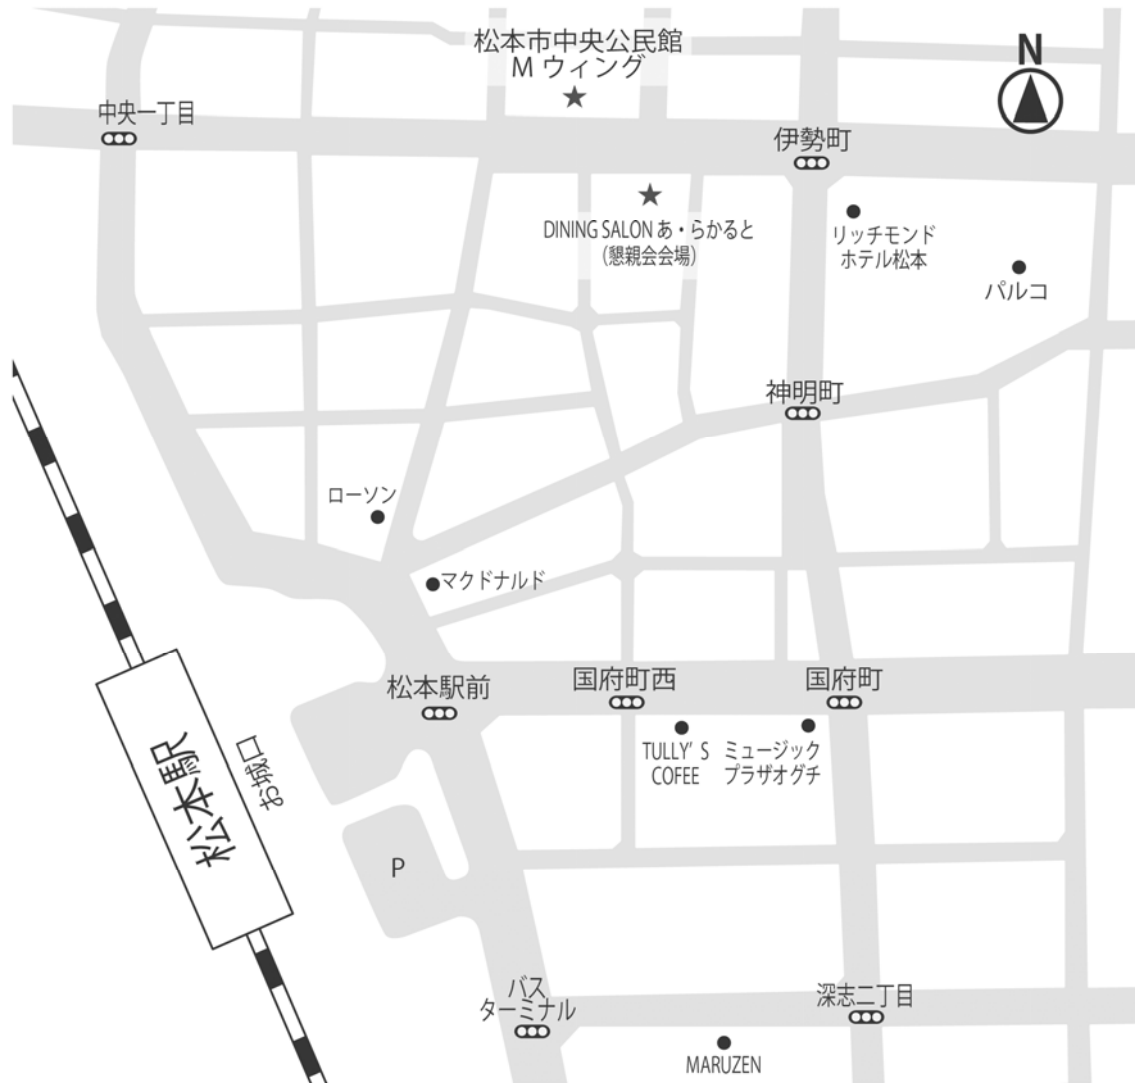 松本市中央公民館
M ウィング
N
中央一丁目
伊勢町
DINING SALON あ・らかると
（懇親会会場）
リッチモンド
ホテル松本
パルコ
神明町
ローソン
マクドナルド
松本駅前
国府町西
国府町
松本駅
お城口
TULLY’S
COFEE
ミュージック
プラザオグチ
P
バス
ターミナル
深志二丁目
MARUZEN